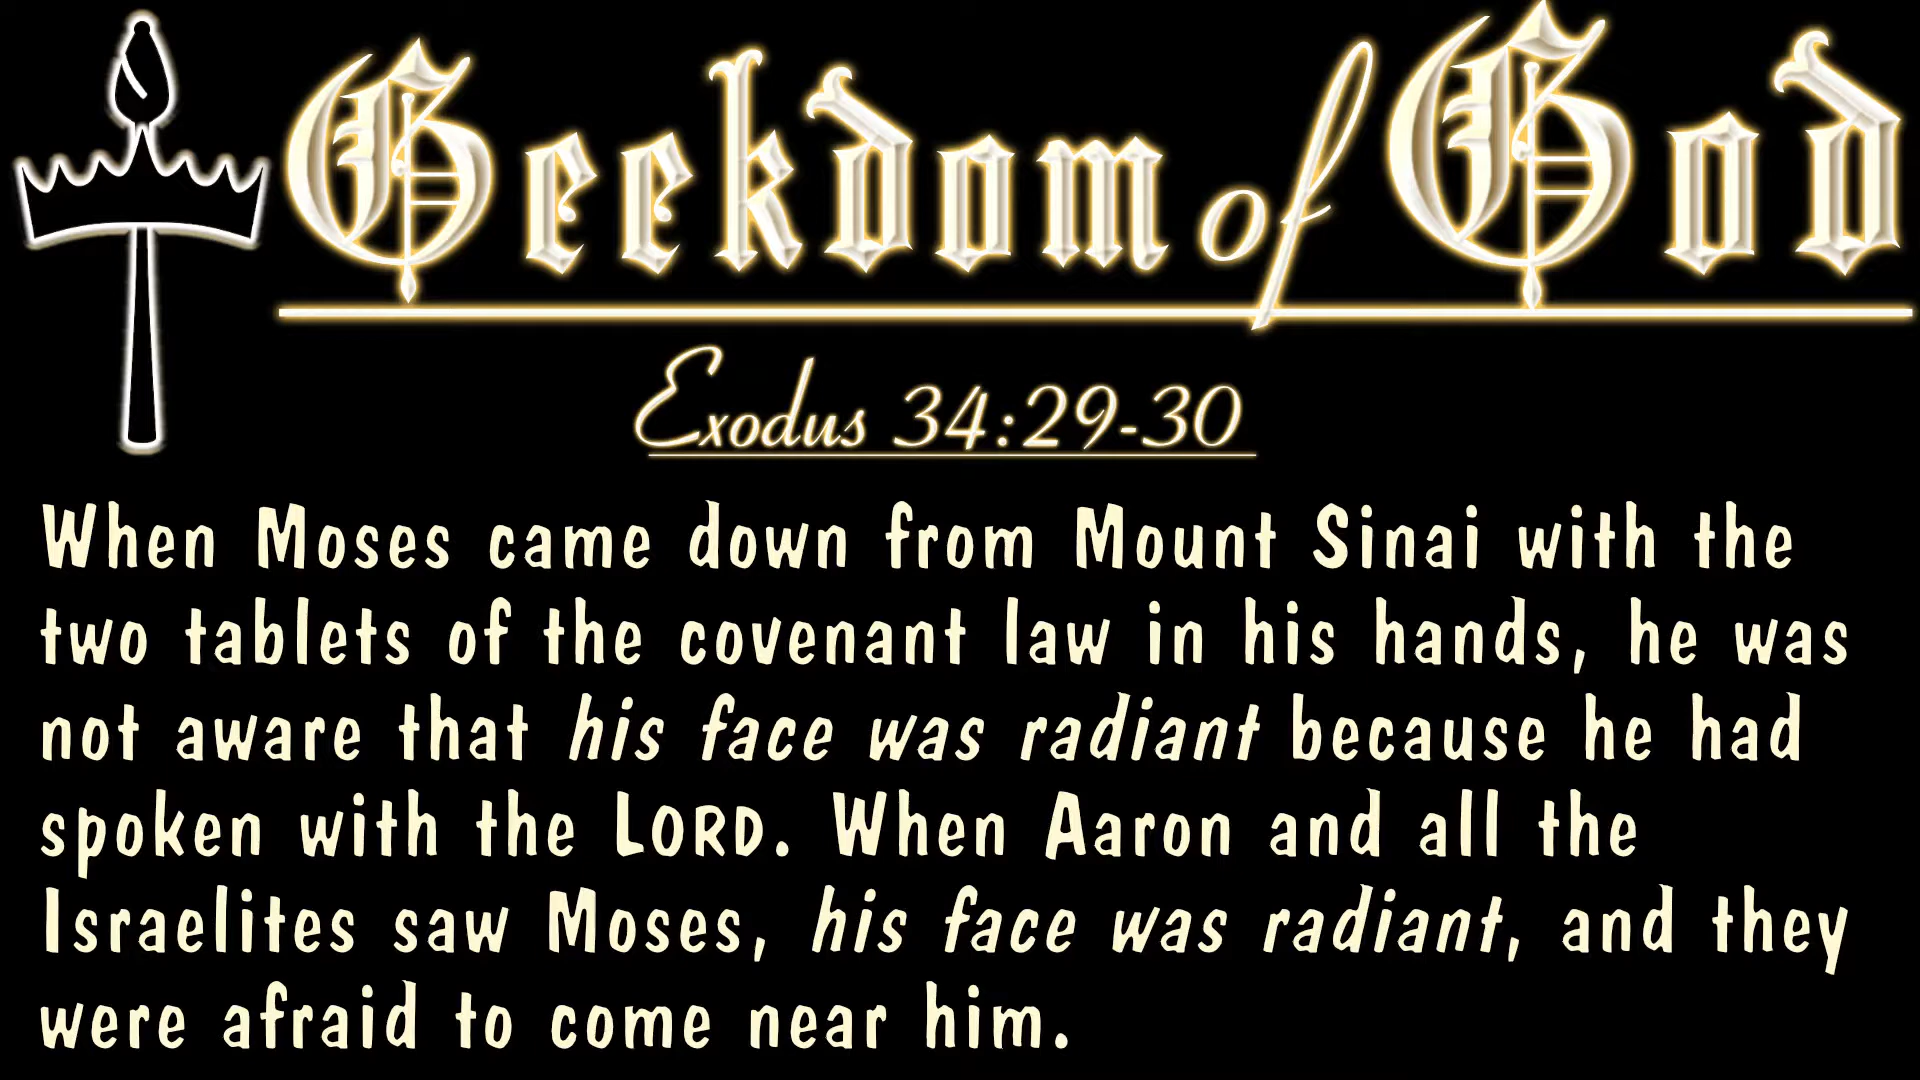 Geekdom of God
Exodus 34:29-30
When Moses came down from Mount Sinai with the
two tablets of the covenant law in his hands, he was
not aware that his face was radiant because he had
spoken with the LORD. When Aaron and all the
Israelites saw Moses, his face was radiant, and they
were afraid to come near him.